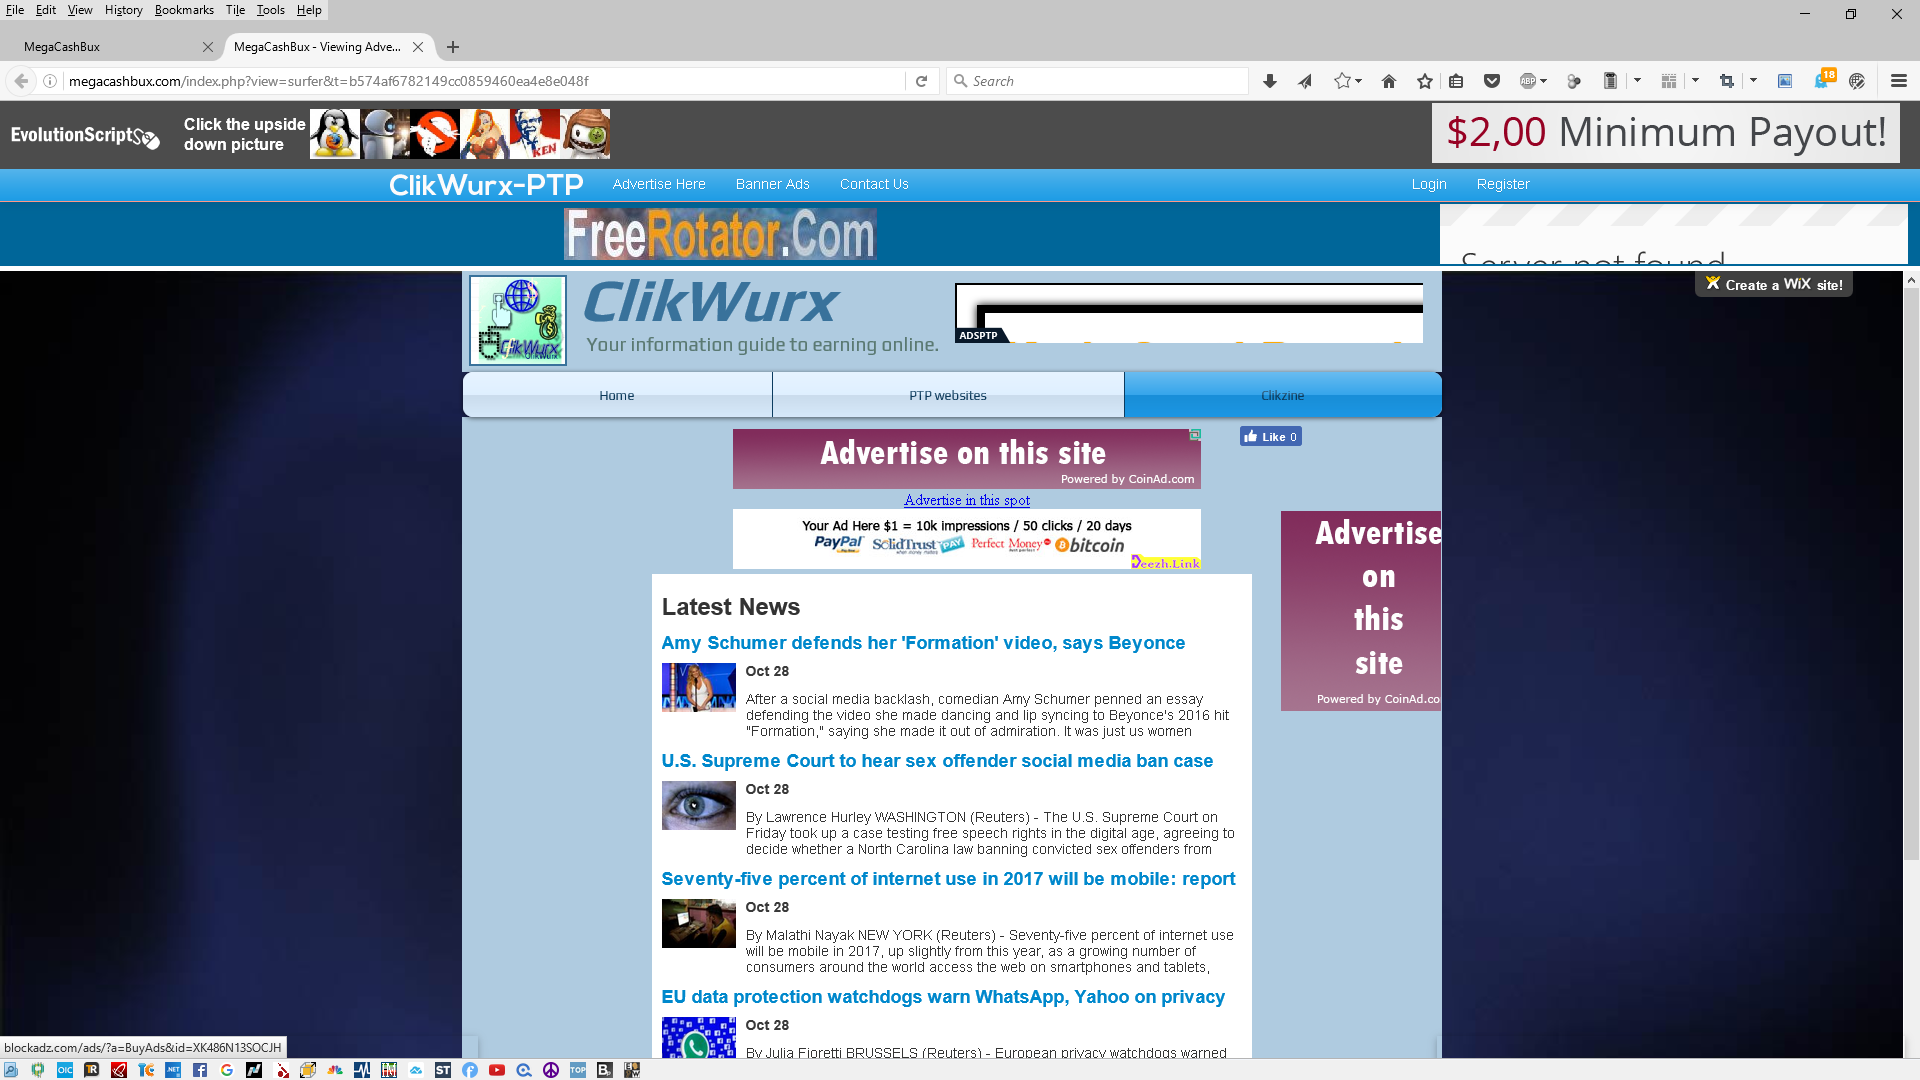 File Edit View History Bookmarks Tile Tools Help
MegaCashBux
MegaCashBux - Viewing Adve...
megacashbux.com/index.php?view=surfer&t=b574af6782149cc0859460ea4e8e048f
Search
ABP
18
EvolutionScript
Click the upside
down picture
KEN
$2,00 Minimum Payout!
ClikWurx-PTP
Advertise Here Banner Ads Contact Us
Login Register
FreeRotator.Com
Server not found
Create a WiX site!
ClikWurx
ClikWurx
Your information guide to earning online.
ADSPTP
Home PTP websites Clikzine
Advertise on this site
Powered by CoinAd.com
Like 0
Advertise in this spot
Your Ad Here $1 = 10k impressions / 50 clicks / 20 days
PayPal SolidTrust PAY Perfect Money bitcoin
Deezh.Link
Advertise
on
this
site
Powered by CoinAd.co
Latest News
Amy Schumer defends her 'Formation' video, says Beyonce
Oct 28
After a social media backlash, comedian Amy Schumer penned an essay
defending the video she made dancing and lip syncing to Beyonce's 2016 hit
"Formation," saying she made it out of admiration. It was just us women
U.S. Supreme Court to hear sex offender social media ban case
Oct 28
By Lawrence Hurley WASHINGTON (Reuters) - The U.S. Supreme Court on
Friday took up a case testing free speech rights in the digital age, agreeing to
decide whether a North Carolina law banning convicted sex offenders from
Seventy-five percent of internet use in 2017 will be mobile: report
Oct 28
By Malathi Nayak NEW YORK (Reuters) - Seventy-five percent of internet use
will be mobile in 2017, up slightly from this year, as a growing number of
consumers around the world access the web on smartphones and tablets,
EU data protection watchdogs warn WhatsApp, Yahoo on privacy
Oct 28
By Julia Fioretti BRUSSELS (Reuters) - European privacy watchdogs warned
blockadz.com/ads/?a=BuyAds&id=XK486N13SOCJH
OIC
.NET
ST
TOP